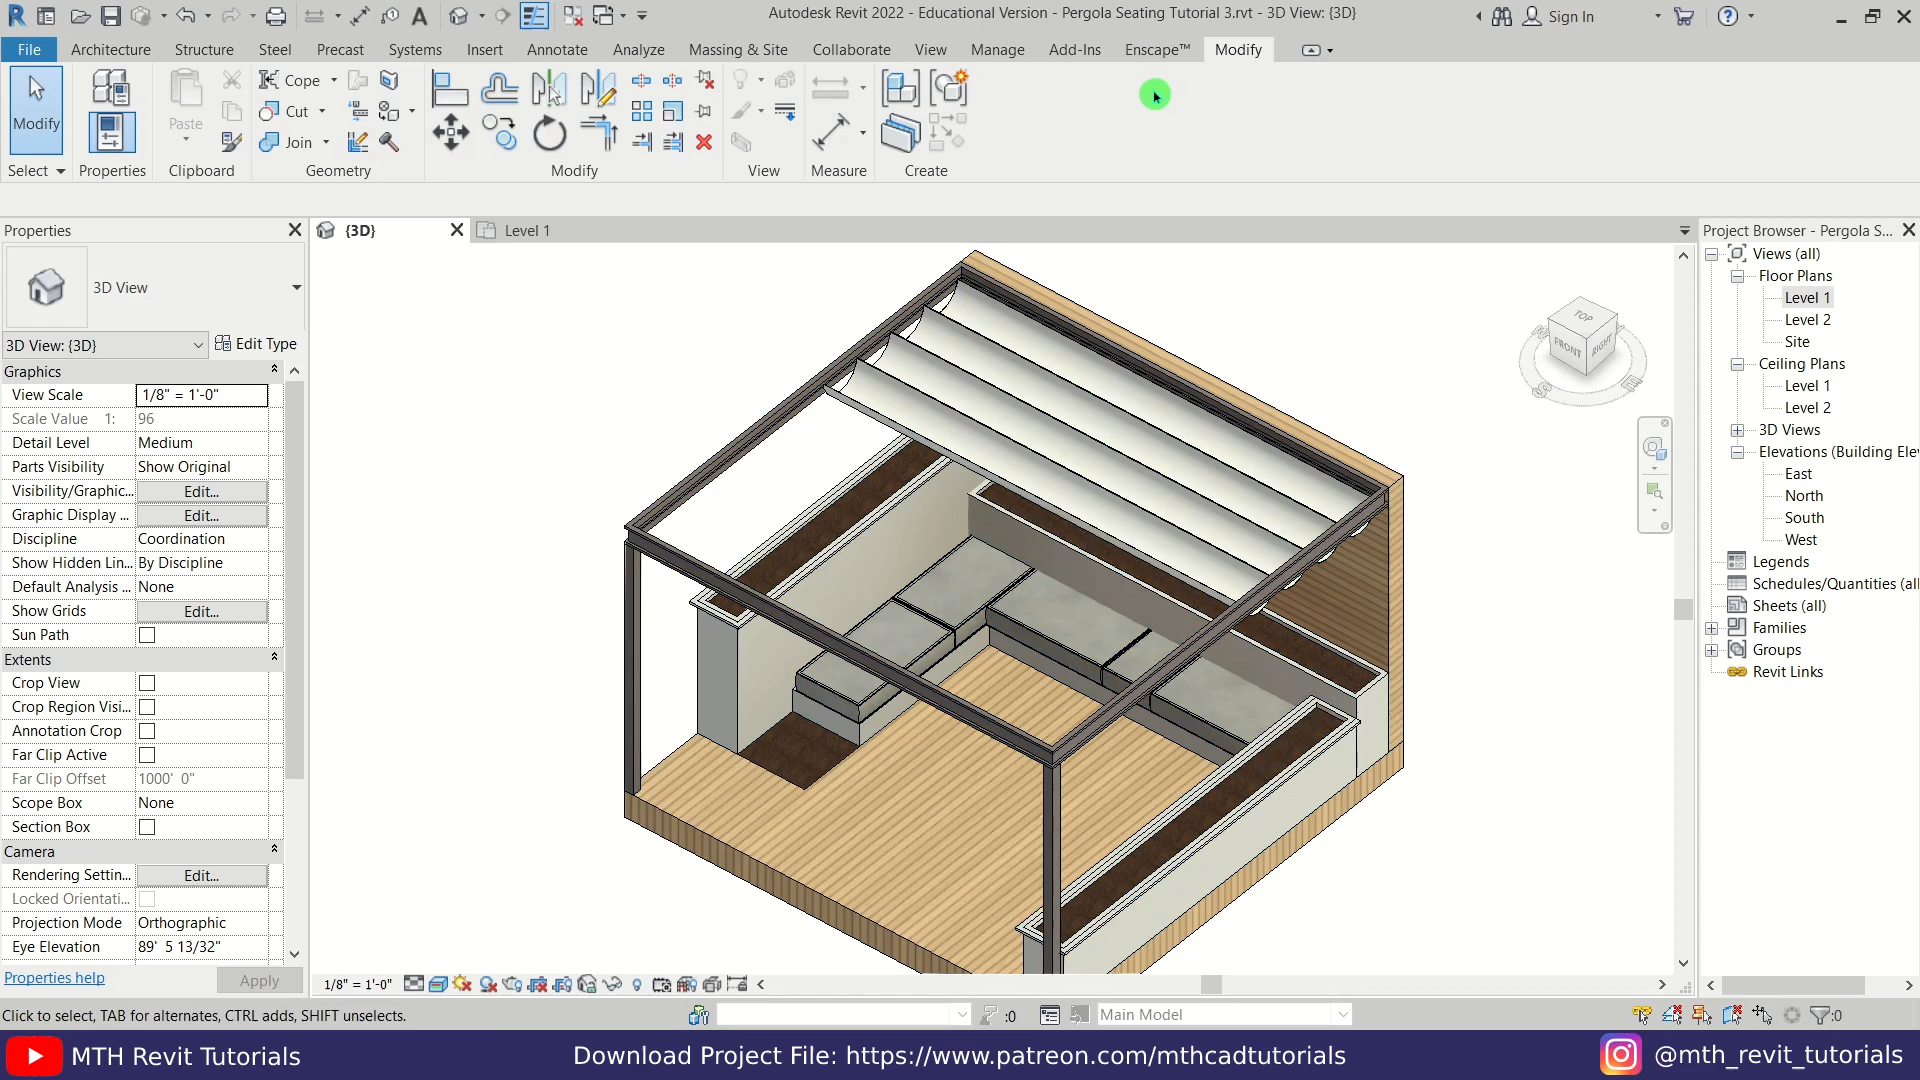 Autodesk Revit 2022 - Educational Version - Pergola Seating Tutorial 3.rvt - 3D View: {3D}
Sign In
File Architecture Structure Steel Precast Systems Insert Annotate Analyze Massing & Site Collaborate View Manage Add-Ins Enscape™ Modify
Cope
Cut
Join
Modify
Paste
Select Properties Clipboard Geometry Modify View Measure Create
Properties
{3D}
Level 1
Project Browser - Pergola S...
3D View
3D View: {3D}
Edit Type
Graphics
View Scale 1/8" = 1'-0"
Scale Value 1: 96
Detail Level Medium
Parts Visibility Show Original
Visibility/Graphic... Edit...
Graphic Display ... Edit...
Discipline Coordination
Show Hidden Lin... By Discipline
Default Analysis ... None
Show Grids Edit...
Sun Path
Extents
Crop View
Crop Region Visi...
Annotation Crop
Far Clip Active
Far Clip Offset 1000' 0"
Scope Box None
Section Box
Camera
Rendering Settin... Edit...
Locked Orientati...
Projection Mode Orthographic
Eye Elevation 89' 5 13/32"
Properties help
Apply
TOP
FRONT
RIGHT
Views (all)
Floor Plans
Level 1
Level 2
Site
Ceiling Plans
Level 1
Level 2
3D Views
Elevations (Building Ele
East
North
South
West
Legends
Schedules/Quantities (all
Sheets (all)
Families
Groups
Revit Links
1/8" = 1'-0"
Click to select, TAB for alternates, CTRL adds, SHIFT unselects.
:0
Main Model
:0
MTH Revit Tutorials
Download Project File: https://www.patreon.com/mthcadtutorials
@mth_revit_tutorials